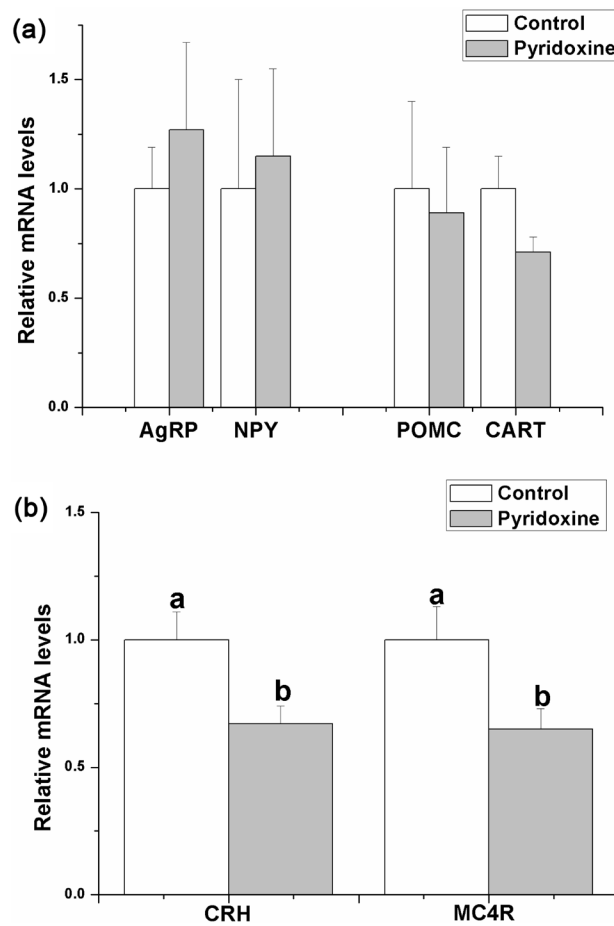 (a)
Control
Pyridoxine
1.5
1.0
0.5
0.0
Relative mRNA levels
AgRP NPY POMC CART
(b)
Control
Pyridoxine
1.5
1.0
0.5
0.0
Relative mRNA levels
a
b
a
b
CRH MC4R